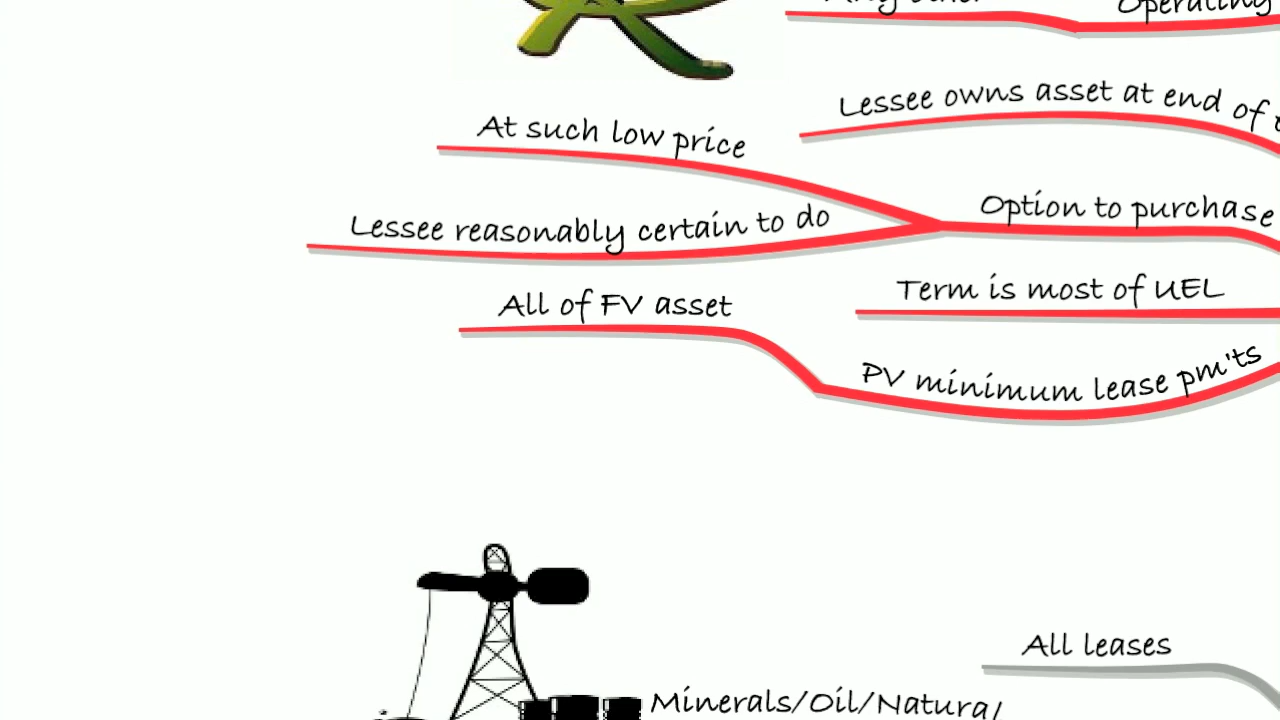 Operating
Lessee owns asset at end of
At such low price
Option to purchase
Lessee reasonably certain to do
Term is most of UEL
All of FV asset
PV minimum lease pm'ts
All leases
Minerals/Oil/Natural